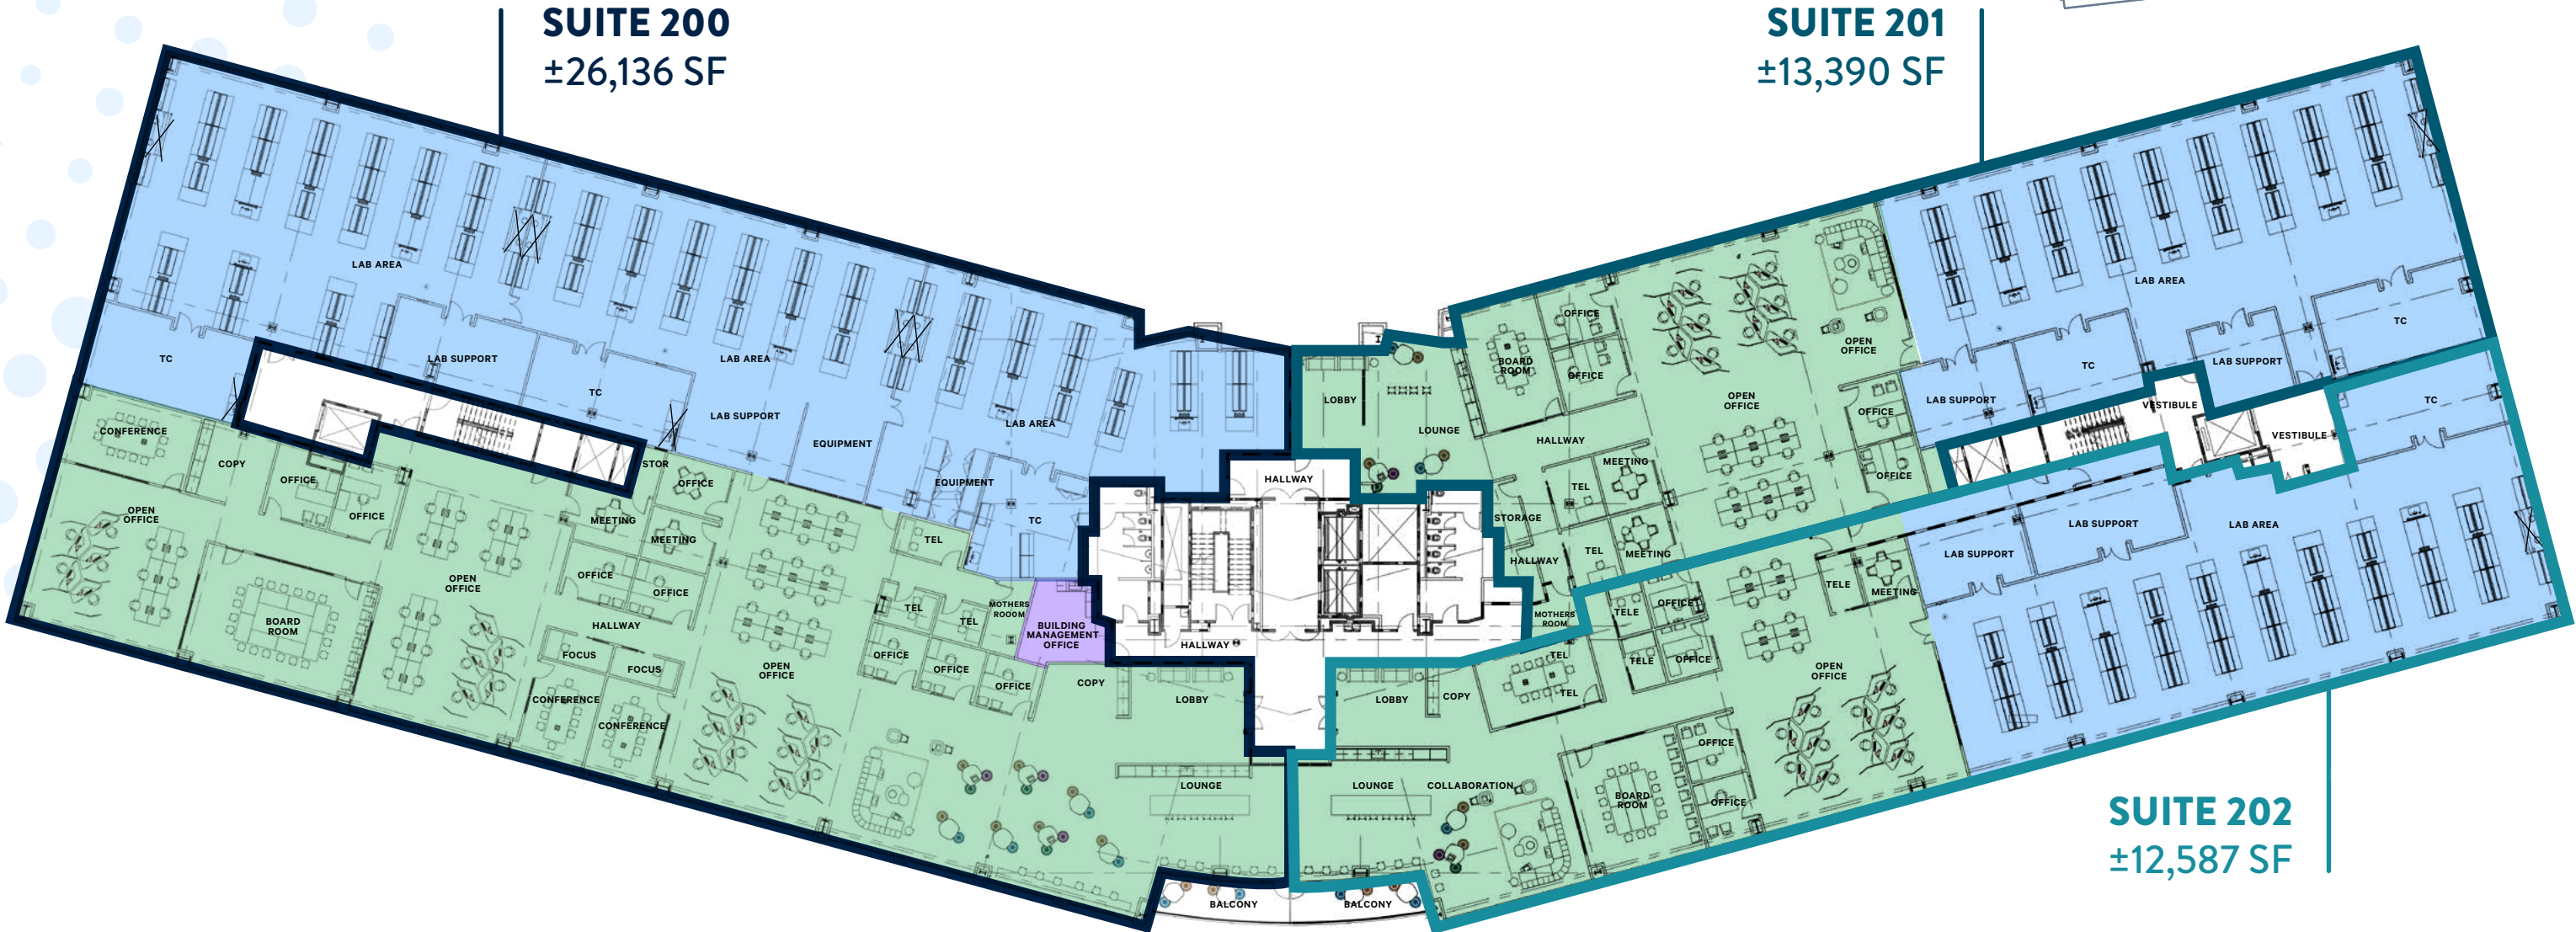 SUITE 200
±26,136 SF
SUITE 201
±13,390 SF
LAB AREA
TC
LAB SUPPORT
TC
LAB AREA
LAB SUPPORT
EQUIPMENT
LAB AREA
EQUIPMENT
TC
CONFERENCE
COPY
OFFICE
OFFICE
OPEN
OFFICE
BOARD
ROOM
OPEN
OFFICE
STOR
OFFICE
MEETING
MEETING
OFFICE
OFFICE
HALLWAY
FOCUS
FOCUS
CONFERENCE
CONFERENCE
OPEN
OFFICE
TEL
TEL
TEL
MOTHERS
ROOOM
OFFICE
OFFICE
OFFICE
BUILDING
MANAGEMENT
OFFICE
COPY
LOBBY
LOUNGE
BALCONY
HALLWAY
HALLWAY
LOBBY
LOUNGE
BOARD
ROOM
OFFICE
OFFICE
HALLWAY
OPEN
OFFICE
OPEN
OFFICE
OFFICE
OFFICE
MEETING
TEL
STORAGE
TEL
MEETING
HALLWAY
MOTHERS
ROOM
LAB AREA
LAB SUPPORT
TC
LAB SUPPORT
TC
VESTIBULE
VESTIBULE
TC
LAB SUPPORT
LAB SUPPORT
LAB AREA
TELE
MEETING
TELE
OFFICE
TELE
OFFICE
TEL
TEL
LOBBY
COPY
OPEN
OFFICE
LOUNGE
COLLABORATION
BOARD
ROOM
OFFICE
OFFICE
BALCONY
SUITE 202
±12,587 SF